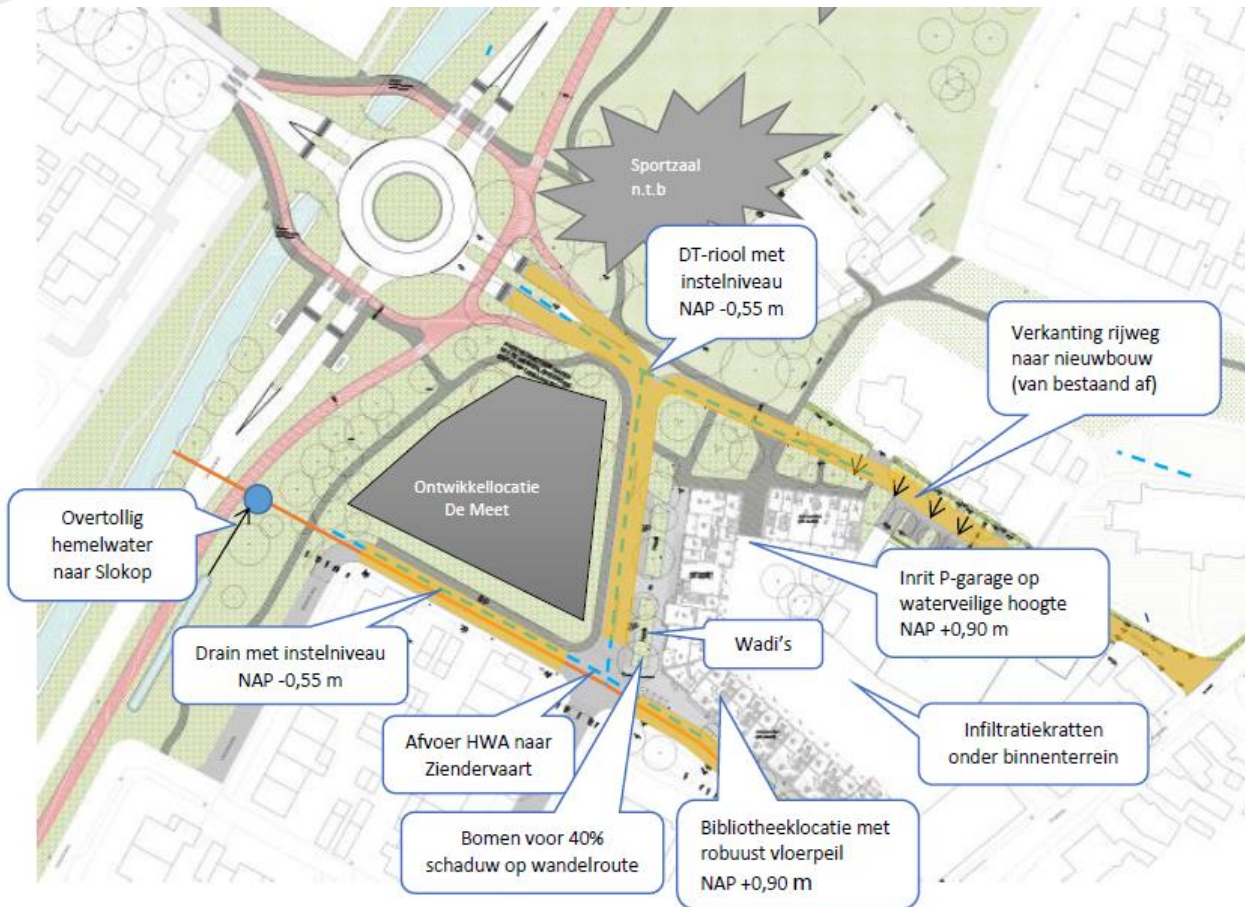 Sportzaal
n.t.b
DT-riool met
instelniveau
NAP -0,55 m
Verkanting rijweg
naar nieuwbouw
(van bestaand af)
Ontwikkellocatie
De Meet
Overtollig
hemelwater
naar Slokop
Inrit P-garage op
waterveilige hoogte
NAP +0,90 m
Drain met instelniveau
NAP -0,55 m
Wadi's
Afvoer HWA naar
Ziendervaart
Infiltratiekratten
onder binnenterrein
Bomen voor 40%
schaduw op wandelroute
Bibliotheeklocatie met
robuust vloerpeil
NAP +0,90 m